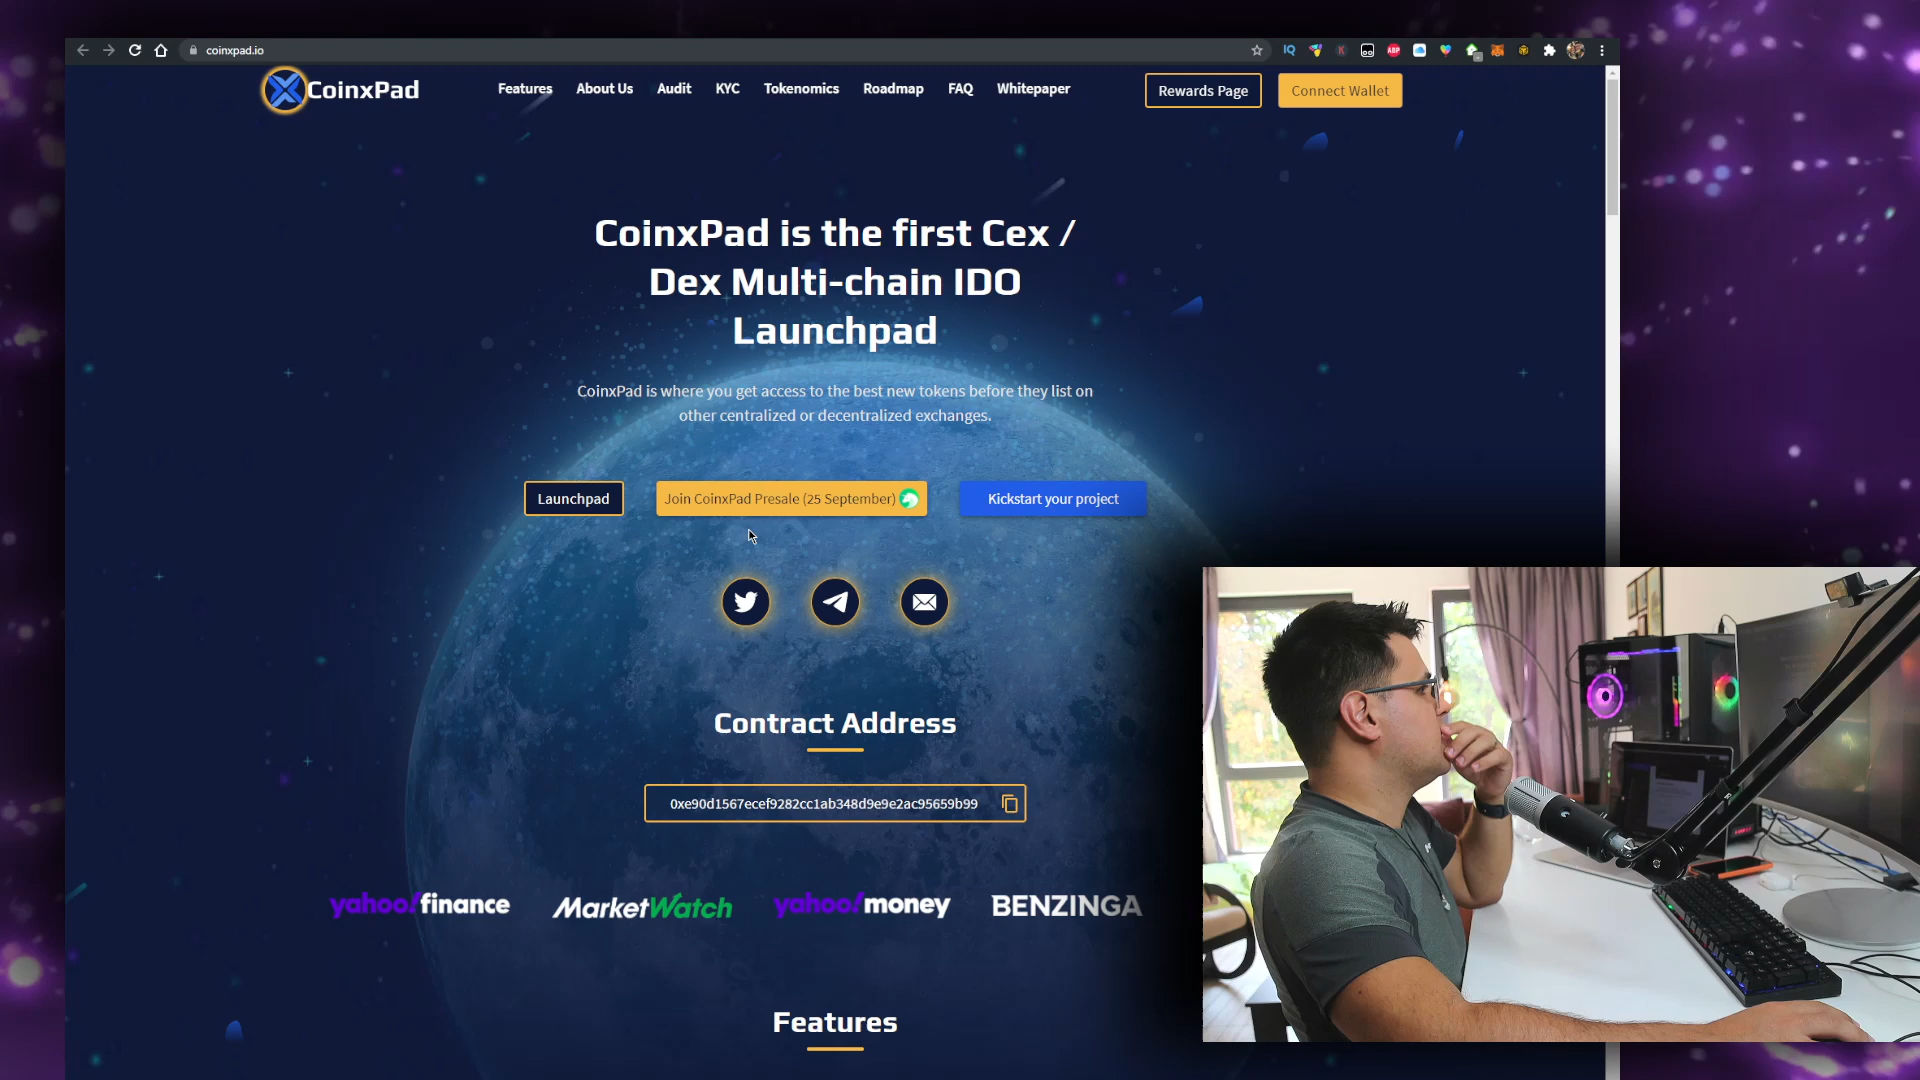 coinxpad.io
CoinxPad
Features
About Us
Audit
KYC
Tokenomics
Roadmap
FAQ
Whitepaper
Rewards Page
Connect Wallet
CoinxPad is the first Cex /
Dex Multi-chain IDO
Launchpad
CoinxPad is where you get access to the best new tokens before they list on
other centralized or decentralized exchanges.
Launchpad
Join CoinxPad Presale (25 September)
Kickstart your project
Contract Address
0xe90d1567ecef9282cc1ab348d9e9e2ac95659b99
yahoo!finance
MarketWatch
yahoo!money
BENZINGA
Features